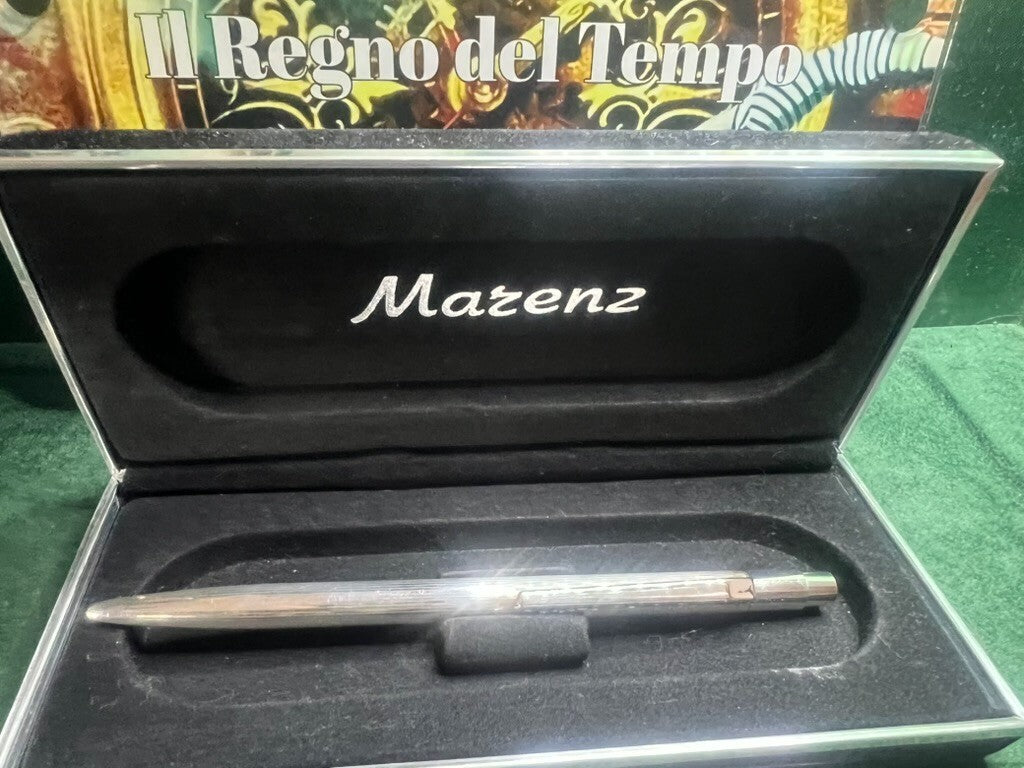 Il Regno del Tempo
Marenz